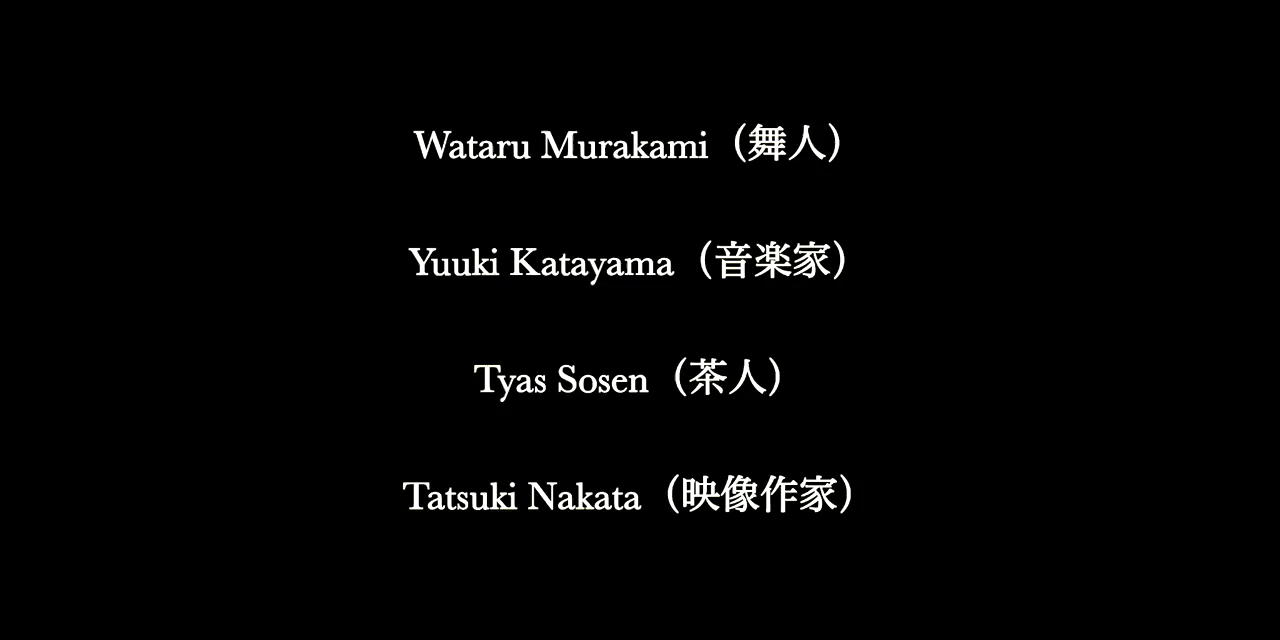 Wataru Murakami（舞人）
Yuuki Katayama（音楽家）
Tyas Sosen（茶人）
Tatsuki Nakata（映像作家）